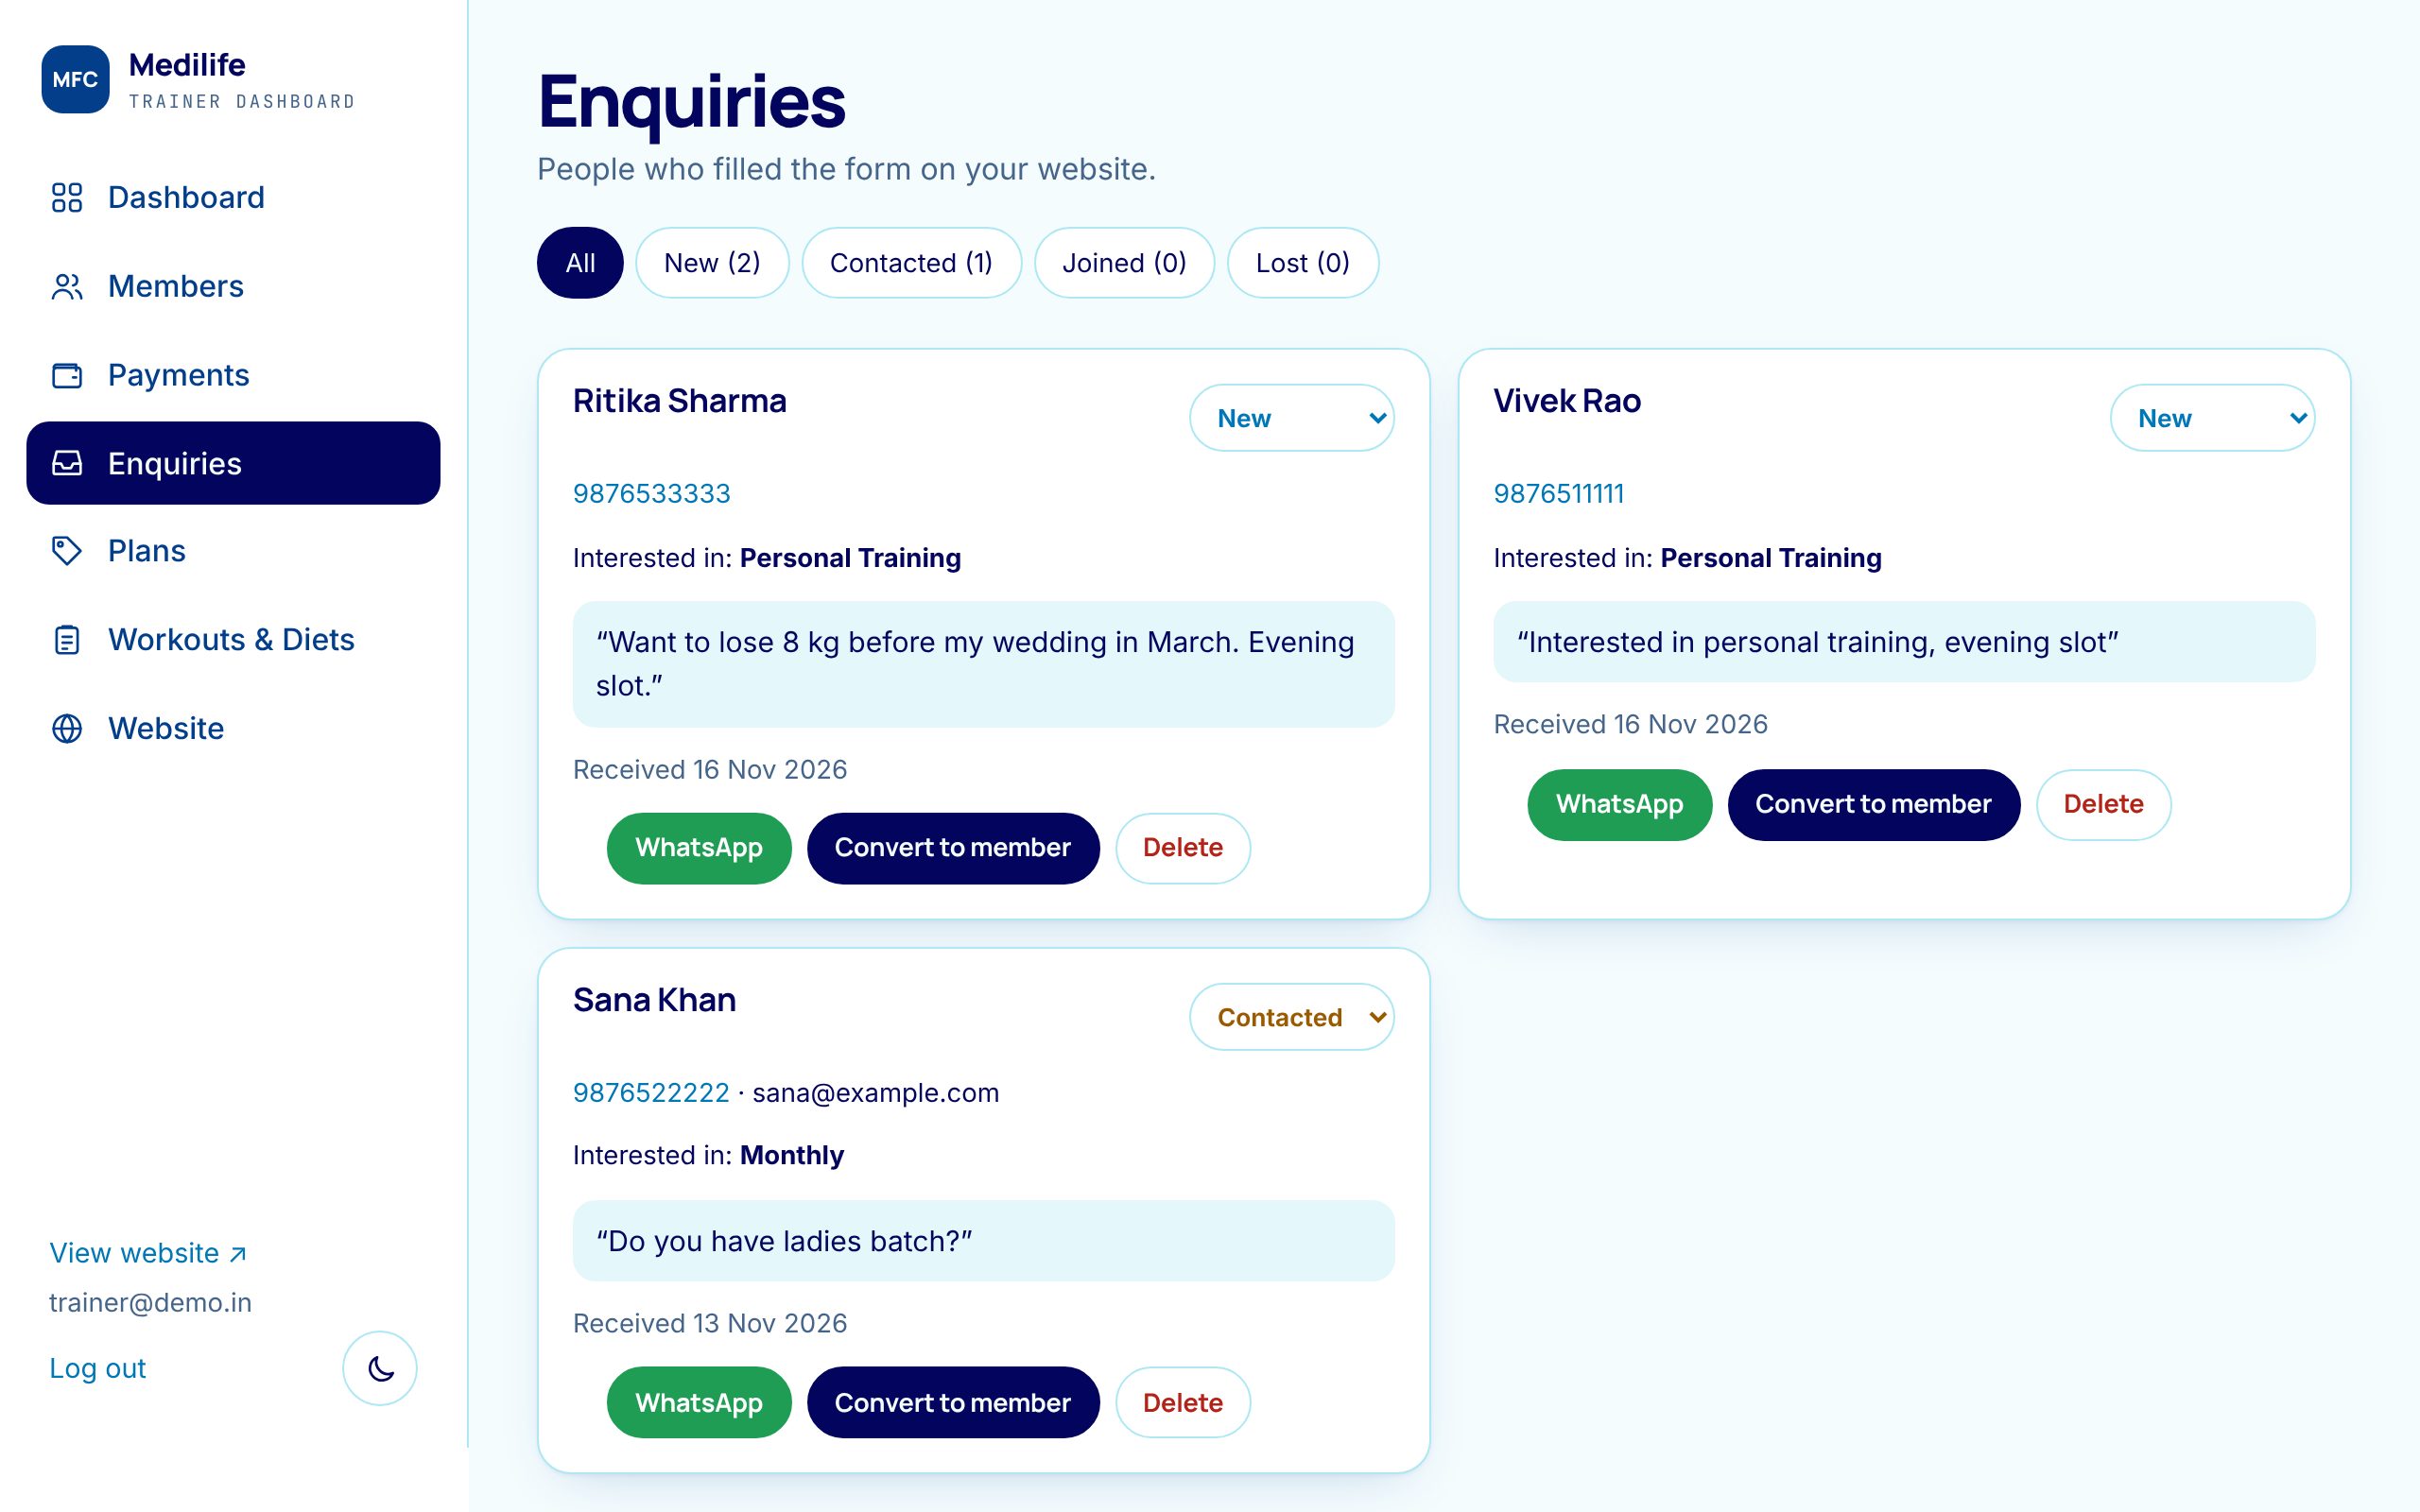 MFC
Medilife
TRAINER DASHBOARD
Dashboard
Members
Payments
Enquiries
Plans
Workouts & Diets
Website
View website ↗
trainer@demo.in
Log out
Enquiries
People who filled the form on your website.
All
New (2)
Contacted (1)
Joined (0)
Lost (0)
Ritika Sharma
New
9876533333
Interested in: Personal Training
“Want to lose 8 kg before my wedding in March. Evening
slot.”
Received 16 Nov 2026
WhatsApp
Convert to member
Delete
Vivek Rao
New
9876511111
Interested in: Personal Training
“Interested in personal training, evening slot”
Received 16 Nov 2026
WhatsApp
Convert to member
Delete
Sana Khan
Contacted
9876522222 · sana@example.com
Interested in: Monthly
“Do you have ladies batch?”
Received 13 Nov 2026
WhatsApp
Convert to member
Delete